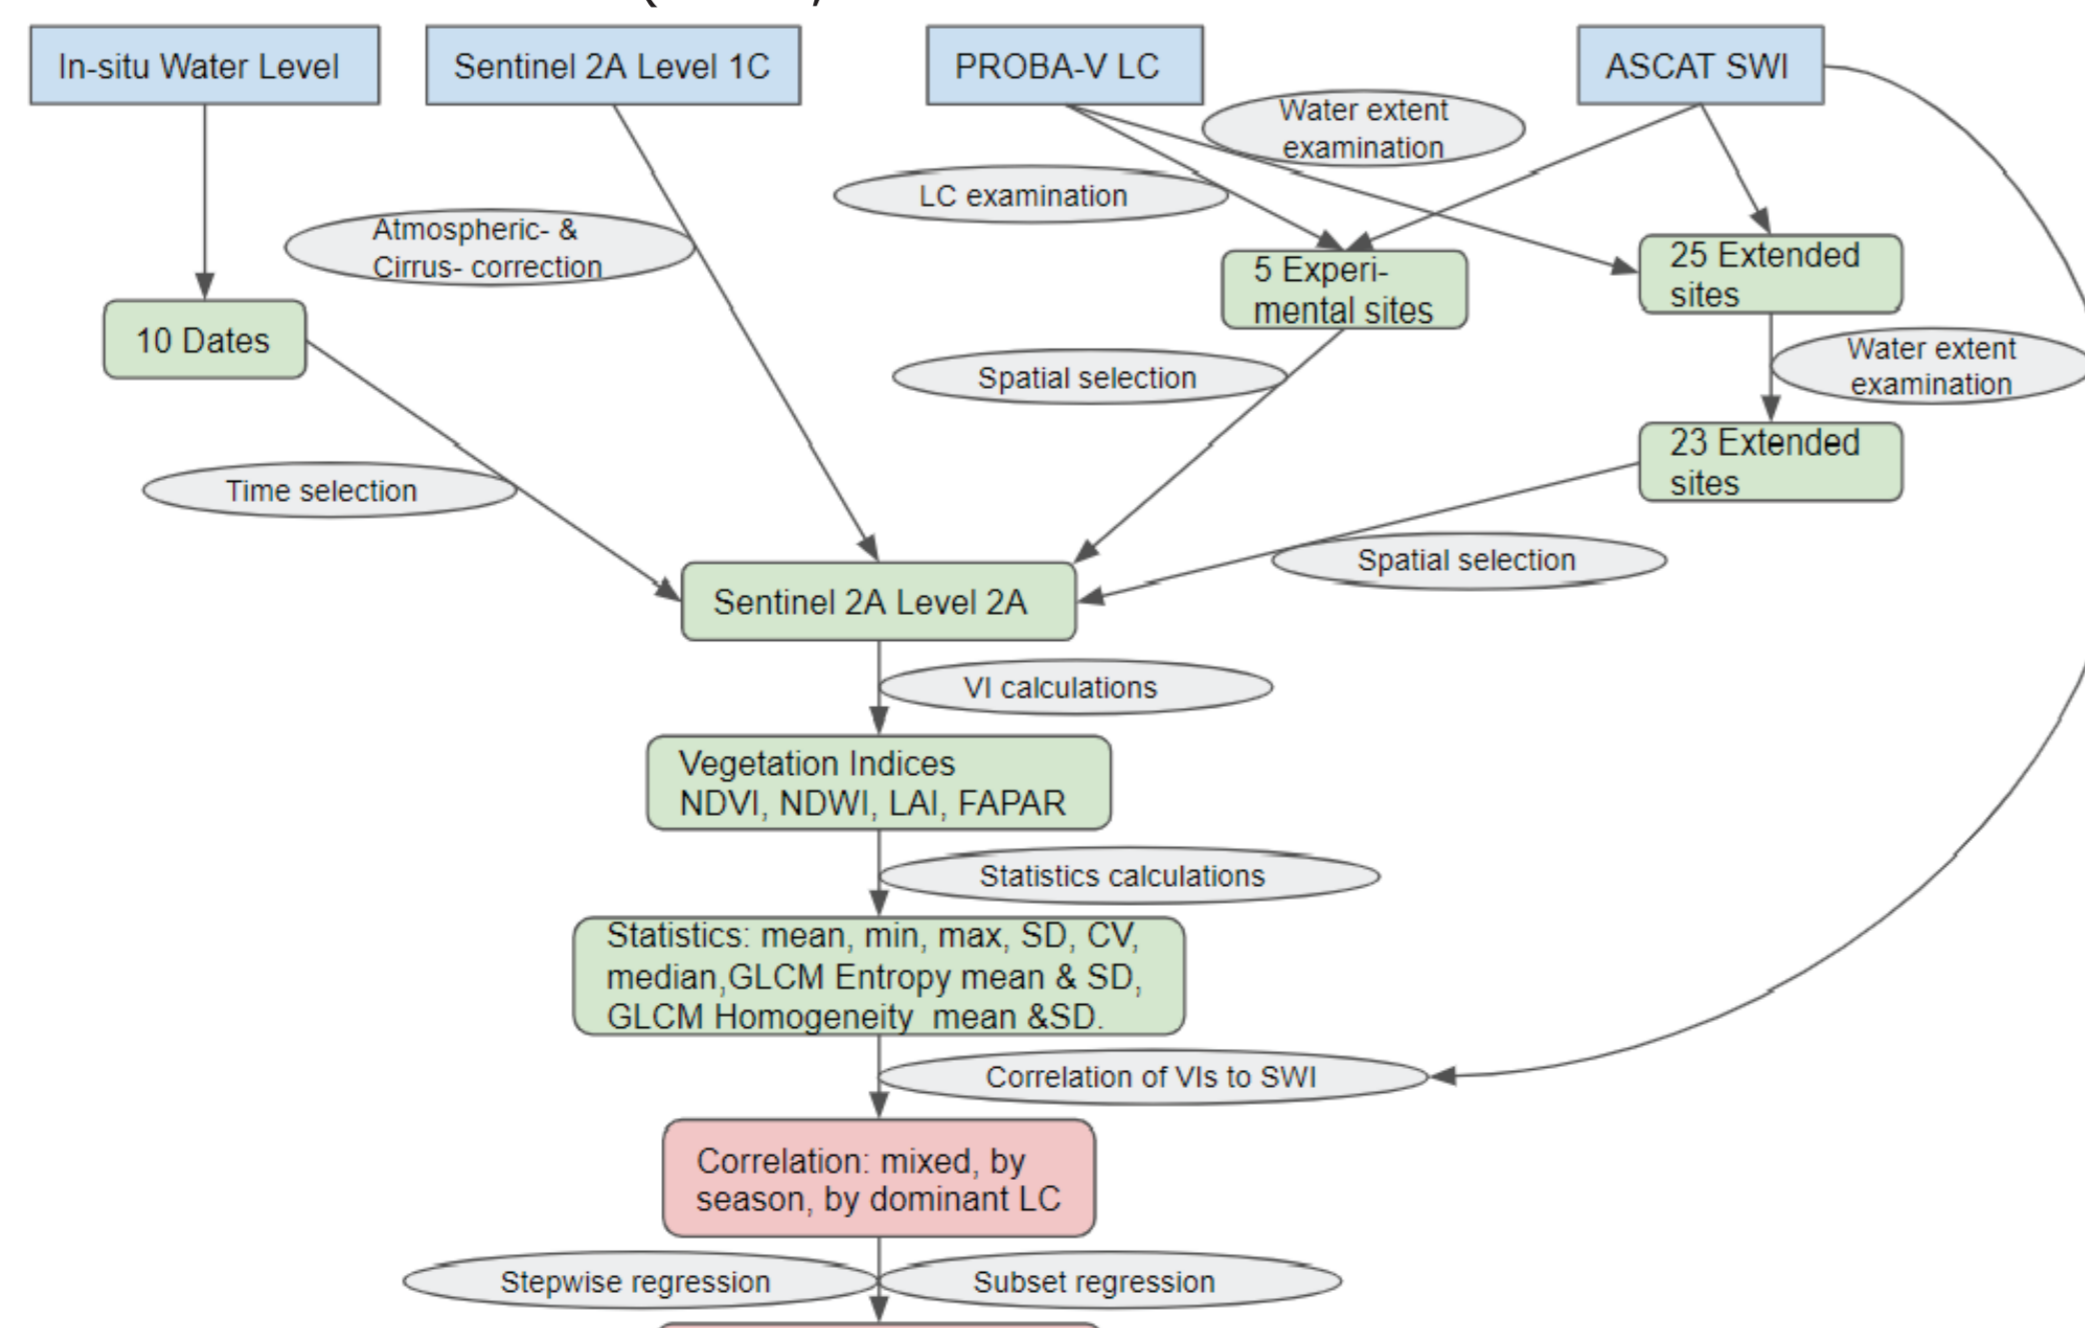 In-situ Water Level
Sentinel 2A Level 1C
PROBA-V LC
ASCAT SWI
Water extent
examination
LC examination
Atmospheric- &
Cirrus- correction
5 Experi-
mental sites
25 Extended
sites
10 Dates
Spatial selection
Water extent
examination
23 Extended
sites
Time selection
Spatial selection
Sentinel 2A Level 2A
VI calculations
Vegetation Indices
NDVI, NDWI, LAI, FAPAR
Statistics calculations
Statistics: mean, min, max, SD, CV,
median,GLCM Entropy mean & SD,
GLCM Homogeneity  mean &SD.
Correlation of VIs to SWI
Correlation: mixed, by
season, by dominant LC
Stepwise regression
Subset regression